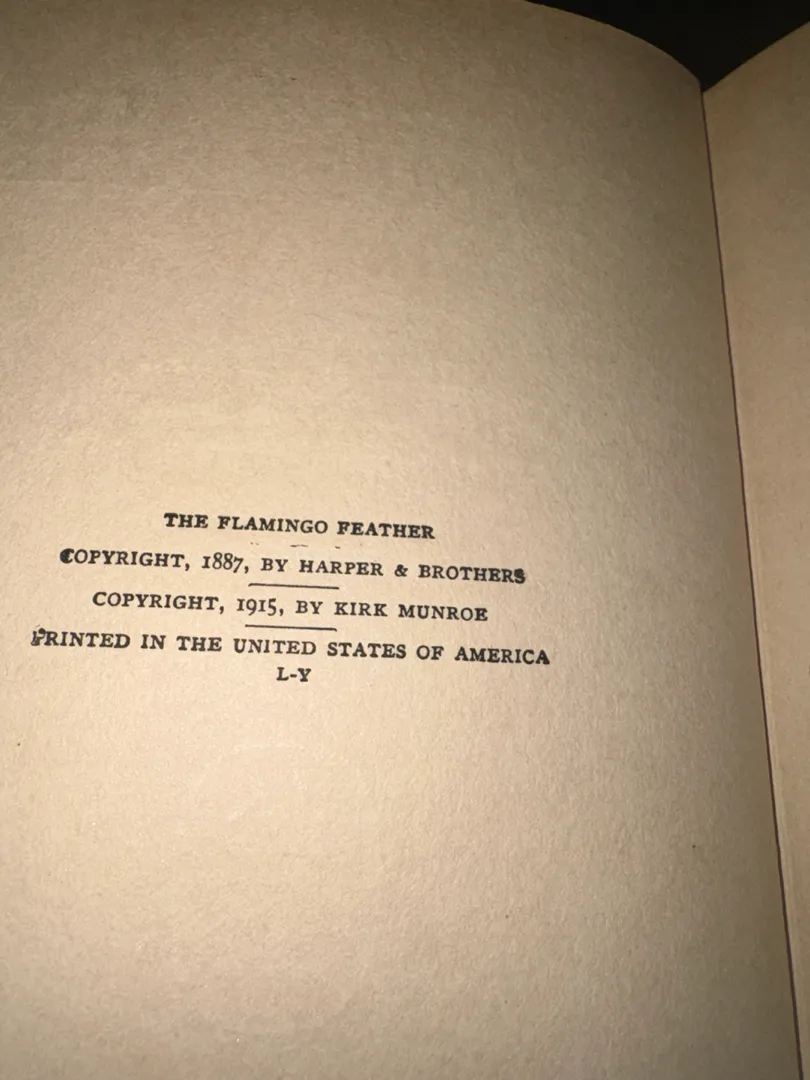 THE FLAMINGO FEATHER
COPYRIGHT, 1887, BY HARPER & BROTHERS
COPYRIGHT, 1915, BY KIRK MUNROE
PRINTED IN THE UNITED STATES OF AMERICA
L-Y